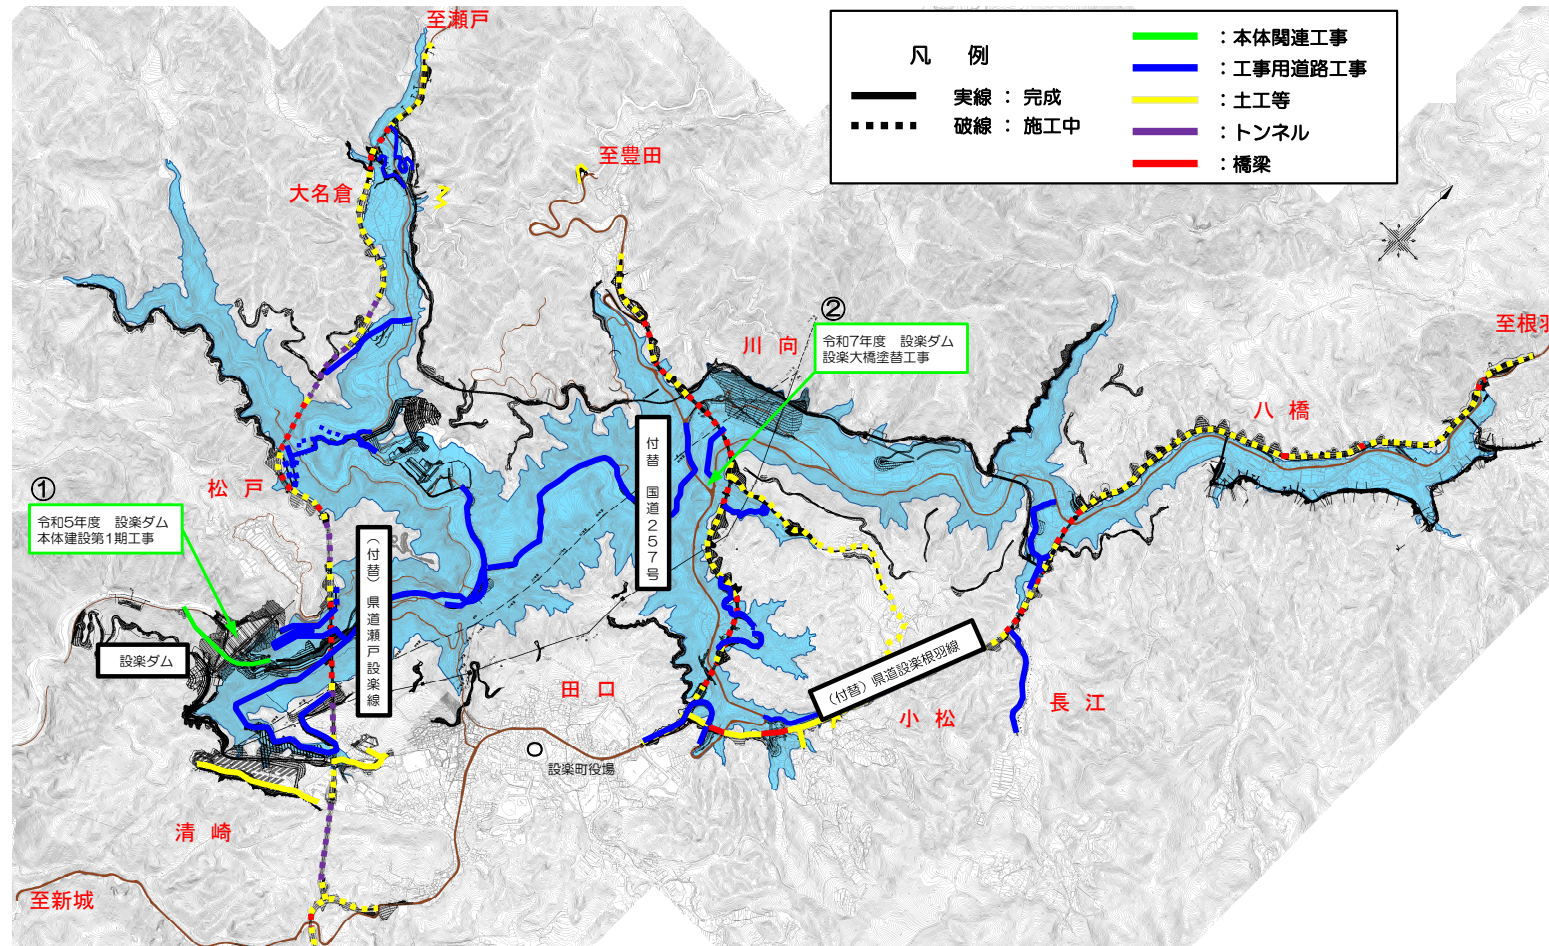 至瀬戸
凡 例
実線 : 完成
破線 : 施工中
:本体関連工事
:工事用道路工事
:土工等
:トンネル
:橋梁
至豊田
大名倉
②
令和7年度 設楽ダム
設楽大橋塗替工事
川 向
至根羽
八 橋
付替 国道257号
松 戸
①
令和5年度 設楽ダム
本体建設第1期工事
(付替)県道瀬戸設楽線
設楽ダム
(付替)県道設楽根羽線
田 口
小 松
長 江
設楽町役場
清 崎
至新城